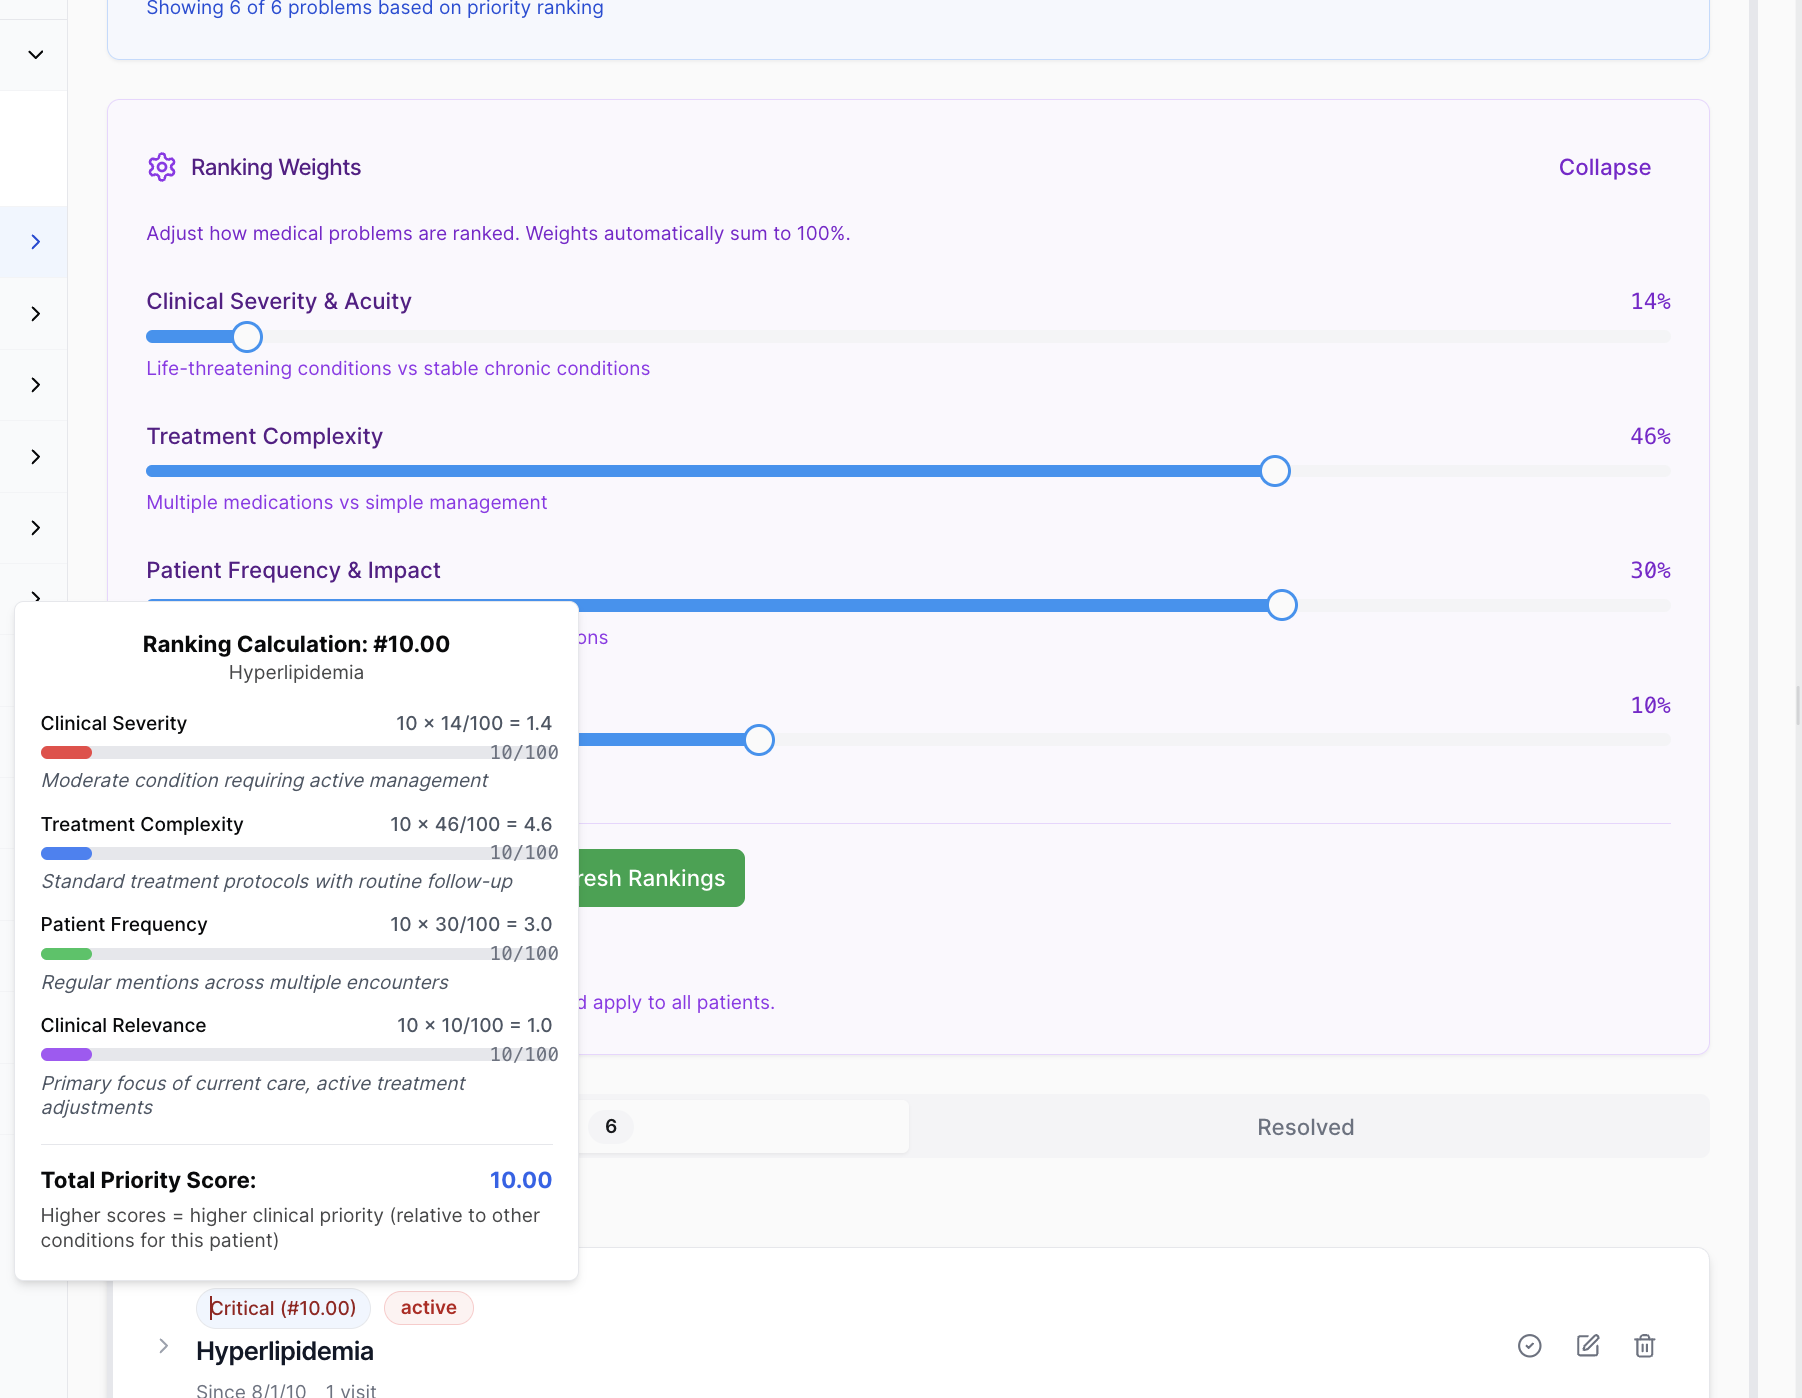 Showing 6 of 6 problems based on priority ranking
Ranking Weights
Collapse
Adjust how medical problems are ranked. Weights automatically sum to 100%.
Clinical Severity & Acuity
14%
Life-threatening conditions vs stable chronic conditions
Treatment Complexity
46%
Multiple medications vs simple management
Patient Frequency & Impact
30%
ons
10%
resh Rankings
d apply to all patients.
Ranking Calculation: #10.00
Hyperlipidemia
Clinical Severity
10 × 14/100 = 1.4
10/100
Moderate condition requiring active management
Treatment Complexity
10 × 46/100 = 4.6
10/100
Standard treatment protocols with routine follow-up
Patient Frequency
10 × 30/100 = 3.0
10/100
Regular mentions across multiple encounters
Clinical Relevance
10 × 10/100 = 1.0
10/100
Primary focus of current care, active treatment
adjustments
Total Priority Score:
10.00
Higher scores = higher clinical priority (relative to other
conditions for this patient)
6
Resolved
Critical (#10.00)
active
Hyperlipidemia
Since 8/1/10 1 visit